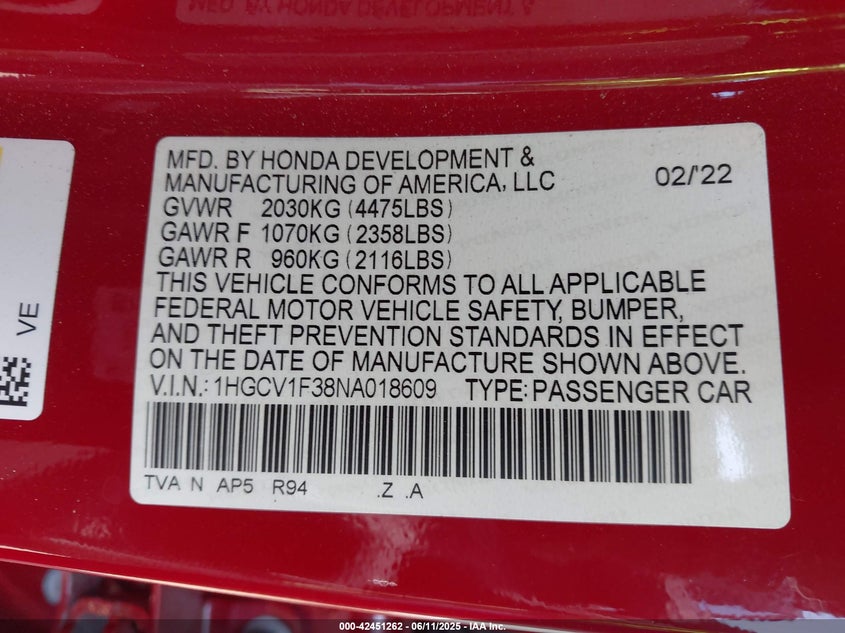 MFD. BY HONDA DEVELOPMENT &
MANUFACTURING OF AMERICA, LLC 02/'22
GVWR 2030KG (4475LBS)
GAWR F 1070KG (2358LBS)
GAWR R 960KG (2116LBS)
THIS VEHICLE CONFORMS TO ALL APPLICABLE
FEDERAL MOTOR VEHICLE SAFETY, BUMPER,
AND THEFT PREVENTION STANDARDS IN EFFECT
ON THE DATE OF MANUFACTURE SHOWN ABOVE.
V.I.N.: 1HGCV1F38NA018609 TYPE: PASSENGER CAR
TVA N AP5 R94 .Z .A
VE
000-42451262 - 06/11/2025 - IAA Inc.